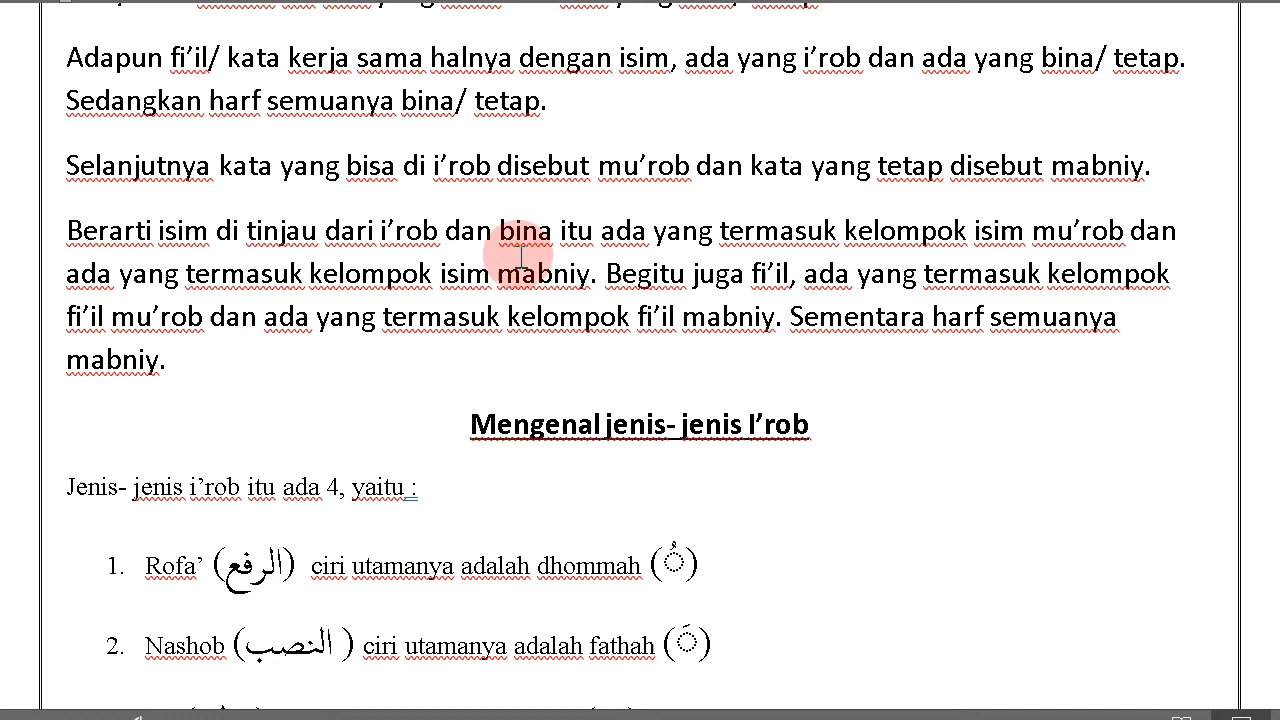 Adapun fi’il/ kata kerja sama halnya dengan isim, ada yang i’rob dan ada yang bina/ tetap.
Sedangkan harf semuanya bina/ tetap.
Selanjutnya kata yang bisa di i’rob disebut mu’rob dan kata yang tetap disebut mabniy.
Berarti isim di tinjau dari i’rob dan bina itu ada yang termasuk kelompok isim mu’rob dan
ada yang termasuk kelompok isim mabniy. Begitu juga fi’il, ada yang termasuk kelompok
fi’il mu’rob dan ada yang termasuk kelompok fi’il mabniy. Sementara harf semuanya
mabniy.
Mengenal jenis- jenis I’rob
Jenis- jenis i’rob itu ada 4, yaitu :
1. Rofa’ (الرفع) ciri utamanya adalah dhommah (ُ)
2. Nashob (النصب ) ciri utamanya adalah fathah (َ)